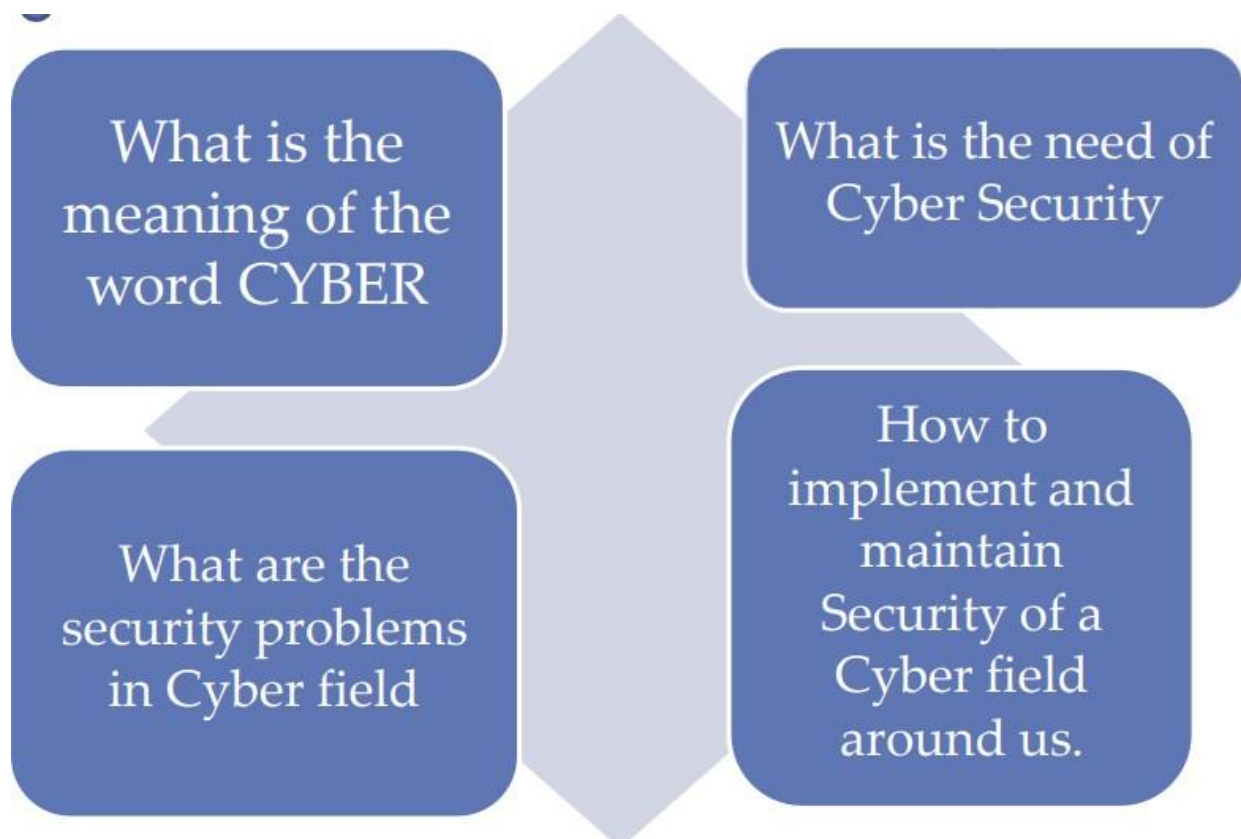 What is the
meaning of the
word CYBER
What is the need of
Cyber Security
What are the
security problems
in Cyber field
How to
implement and
maintain
Security of a
Cyber field
around us.